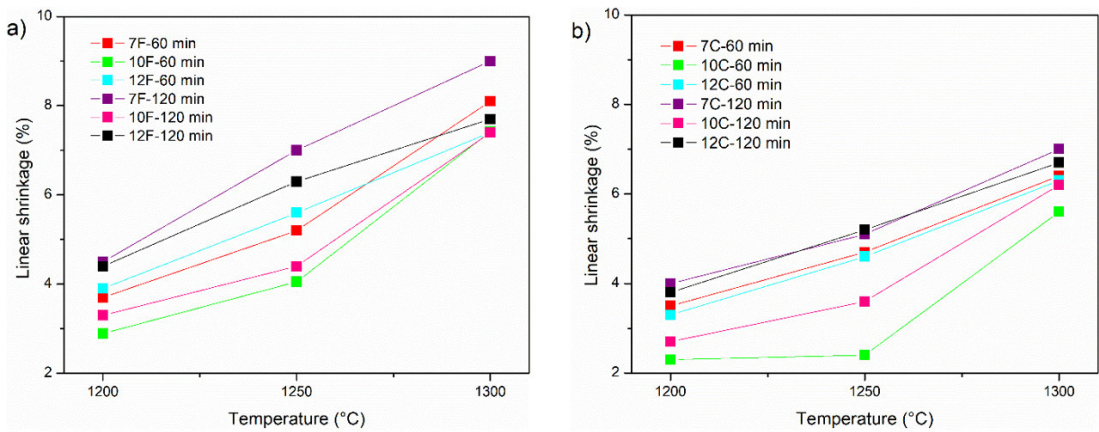 a)
10
8
6
4
2
Linear shrinkage (%)
7F-60 min
10F-60 min
12F-60 min
7F-120 min
10F-120 min
12F-120 min
1200
1250
1300
Temperature (°C)
b)
10
8
6
4
2
Linear shrinkage (%)
7C-60 min
10C-60 min
12C-60 min
7C-120 min
10C-120 min
12C-120 min
1200
1250
1300
Temperature (°C)